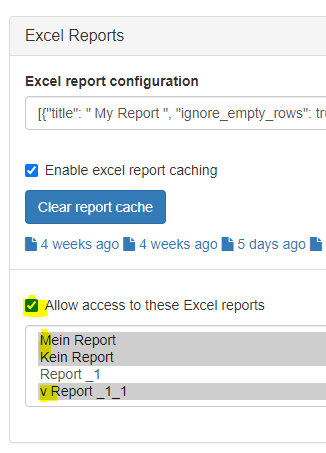 Excel Reports
Excel report configuration
[{"title": " My Report ", "ignore_empty_rows": tru
Enable excel report caching
Clear report cache
4 weeks ago 4 weeks ago 5 days ago
Allow access to these Excel reports
Mein Report
Kein Report
Report _1
v Report _1_1